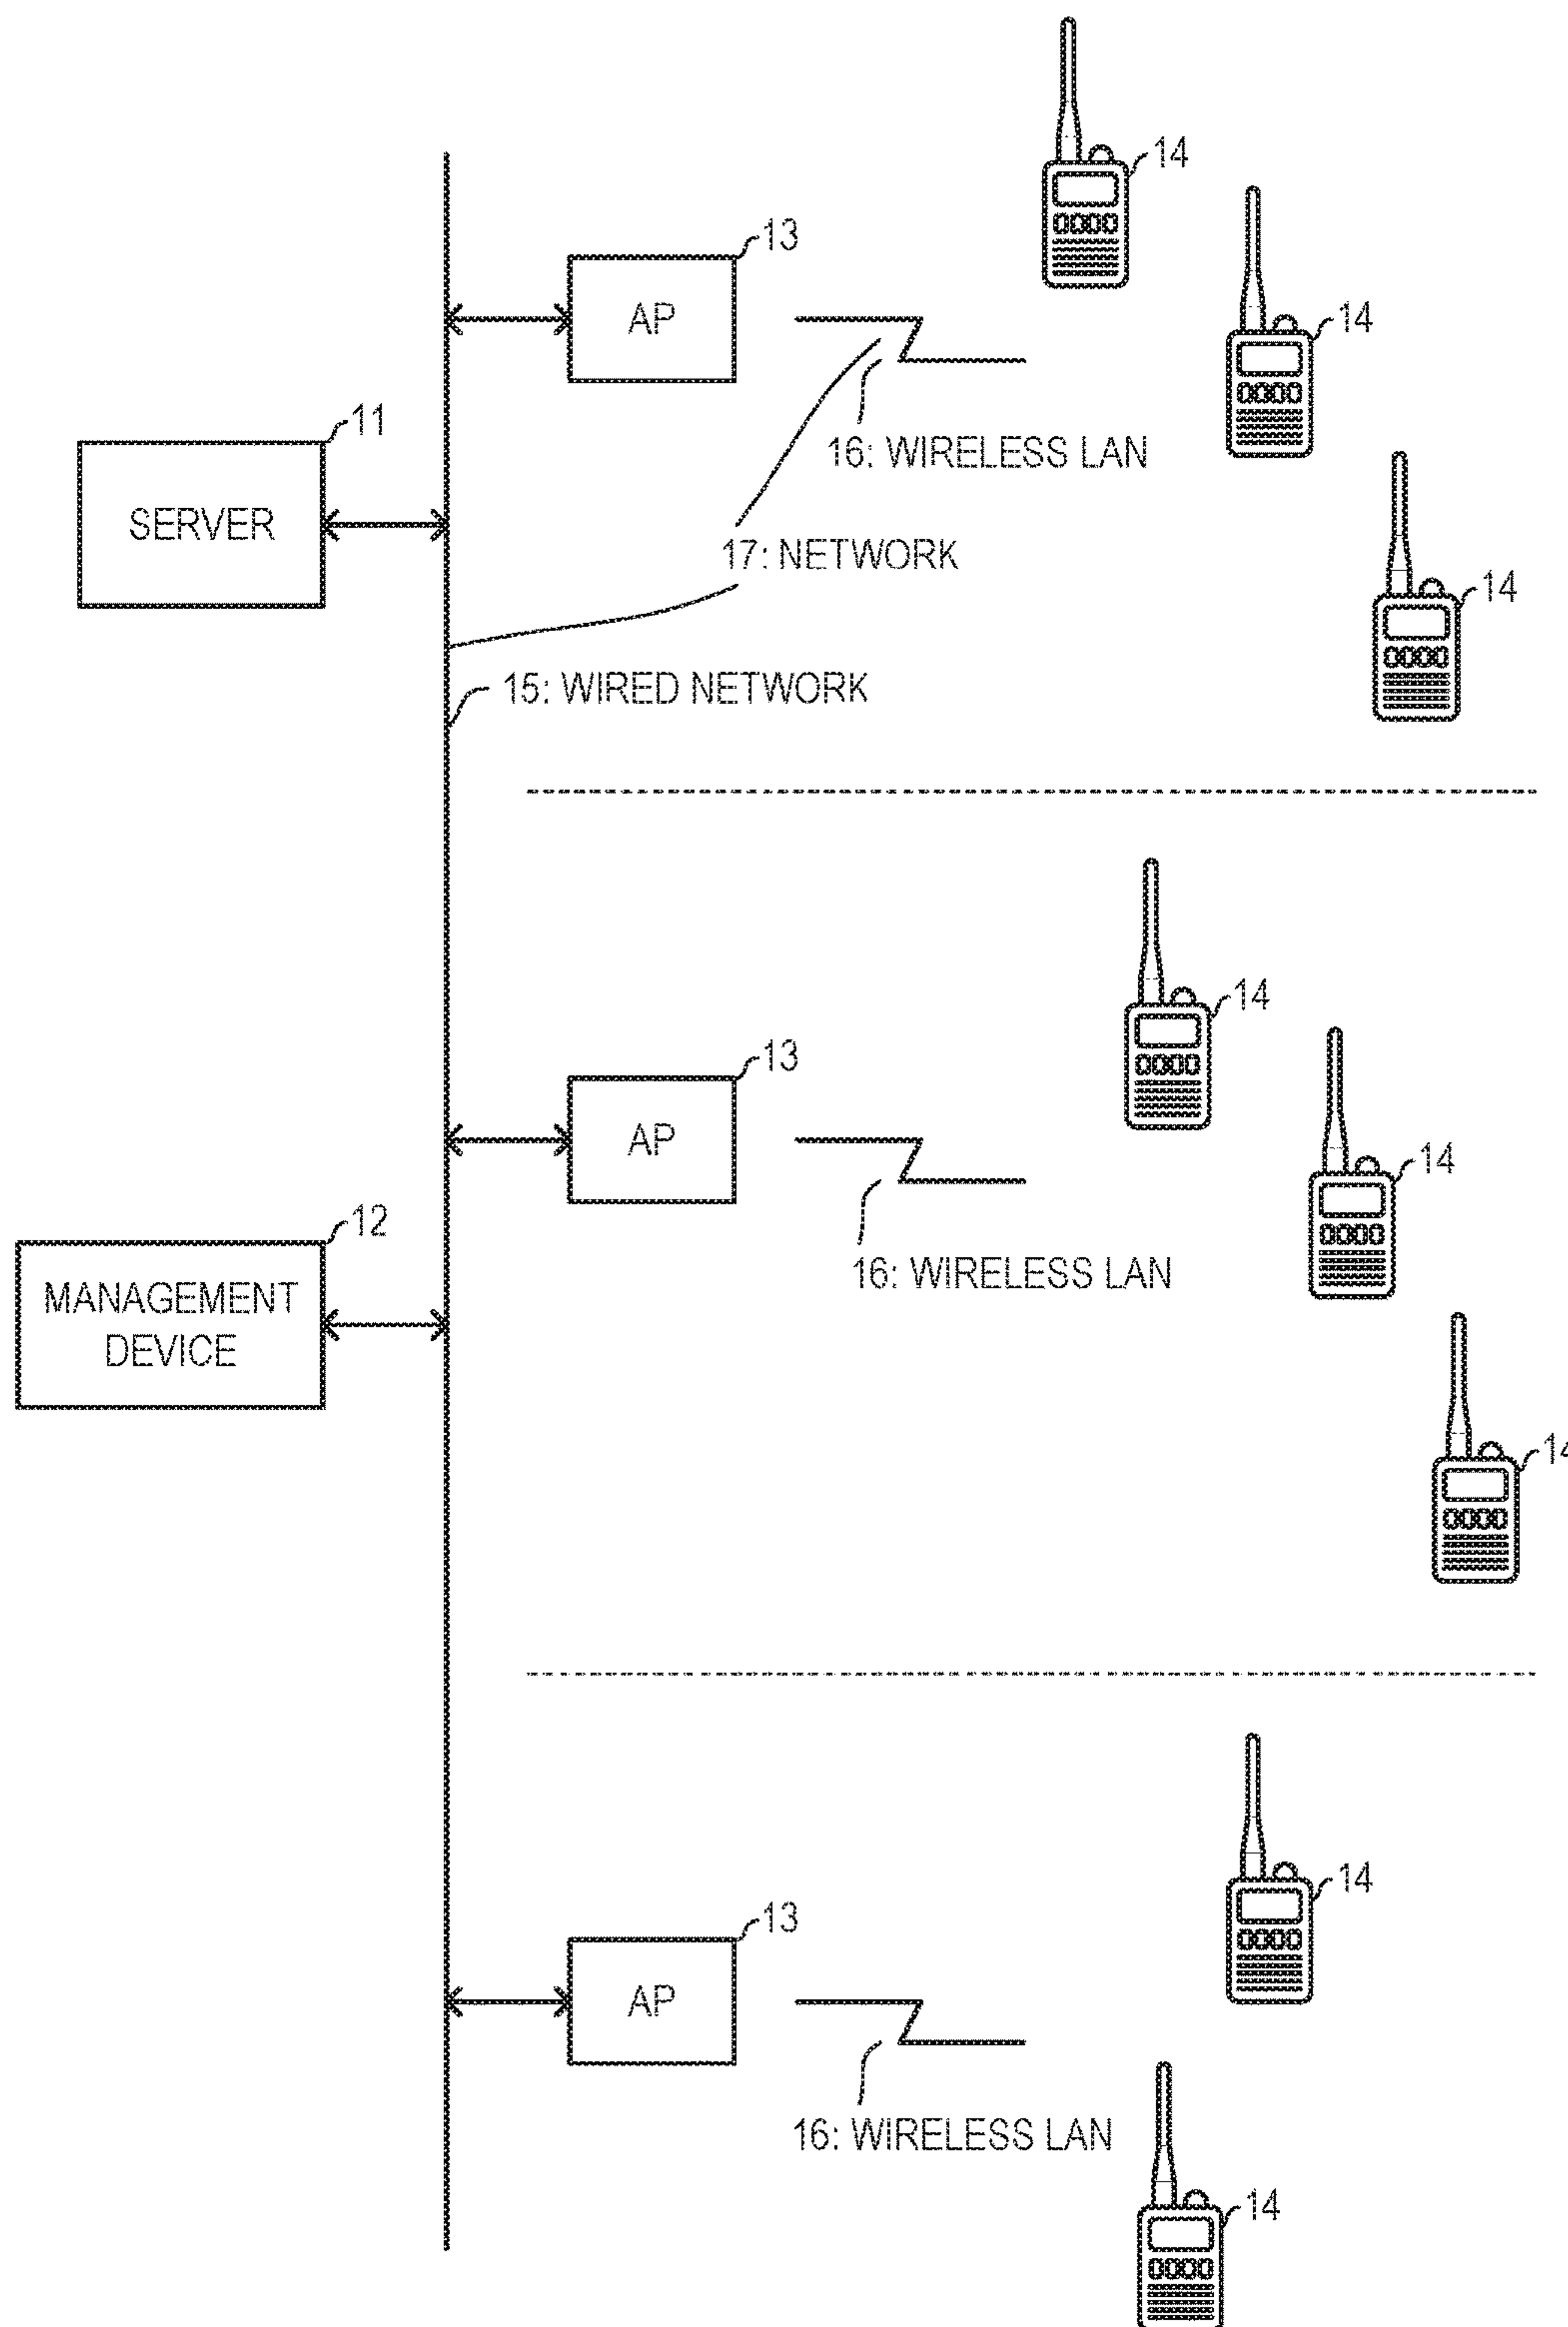 14
13
14
AP
11
16: WIRELESS LAN
SERVER
17: NETWORK
14
15: WIRED NETWORK
14
13
AP
14
12
16: WIRELESS LAN
MANAGEMENT
DEVICE
14
14
13
AP
16: WIRELESS LAN
14